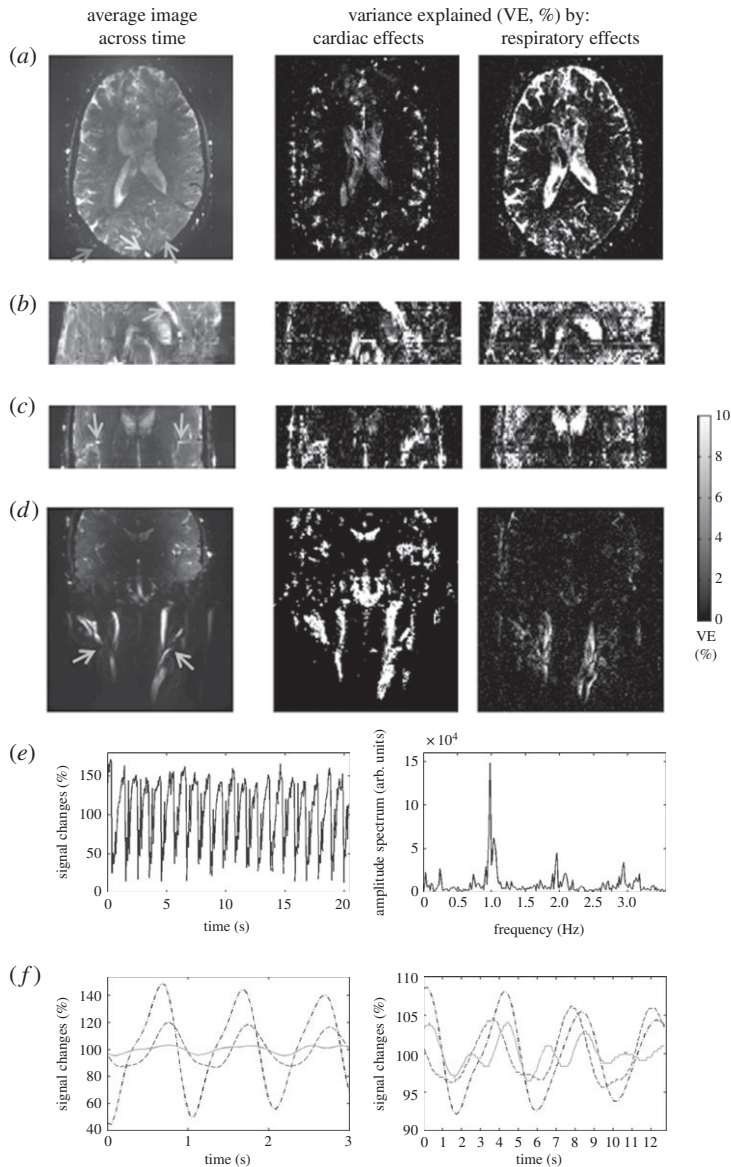 average image
across time
variance explained (VE, %) by:
cardiac effects
respiratory effects
(a)
(b)
(c)
(d)
10
8
6
4
2
0
VE
(%)
(e)
signal changes (%)
150
100
50
0
0 5 10 15 20
time (s)
× 10⁴
amplitude spectrum (arb. units)
15
10
5
0
0 0.5 1.0 1.5 2.0 2.5 3.0
frequency (Hz)
(f)
signal changes (%)
140
120
100
80
60
40
0 1 2 3
time (s)
signal changes (%)
110
105
100
95
90
0 1 2 3 4 5 6 7 8 9 10 11 12
time (s)